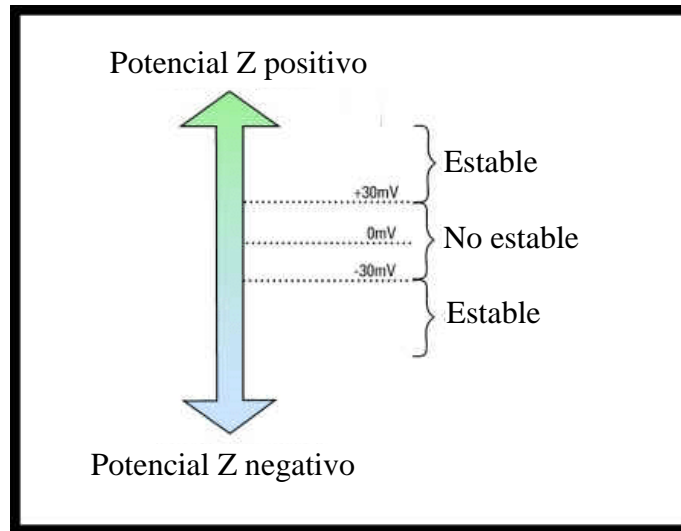 Potencial Z positivo
Estable
+30mV
0mV
No estable
-30mV
Estable
Potencial Z negativo